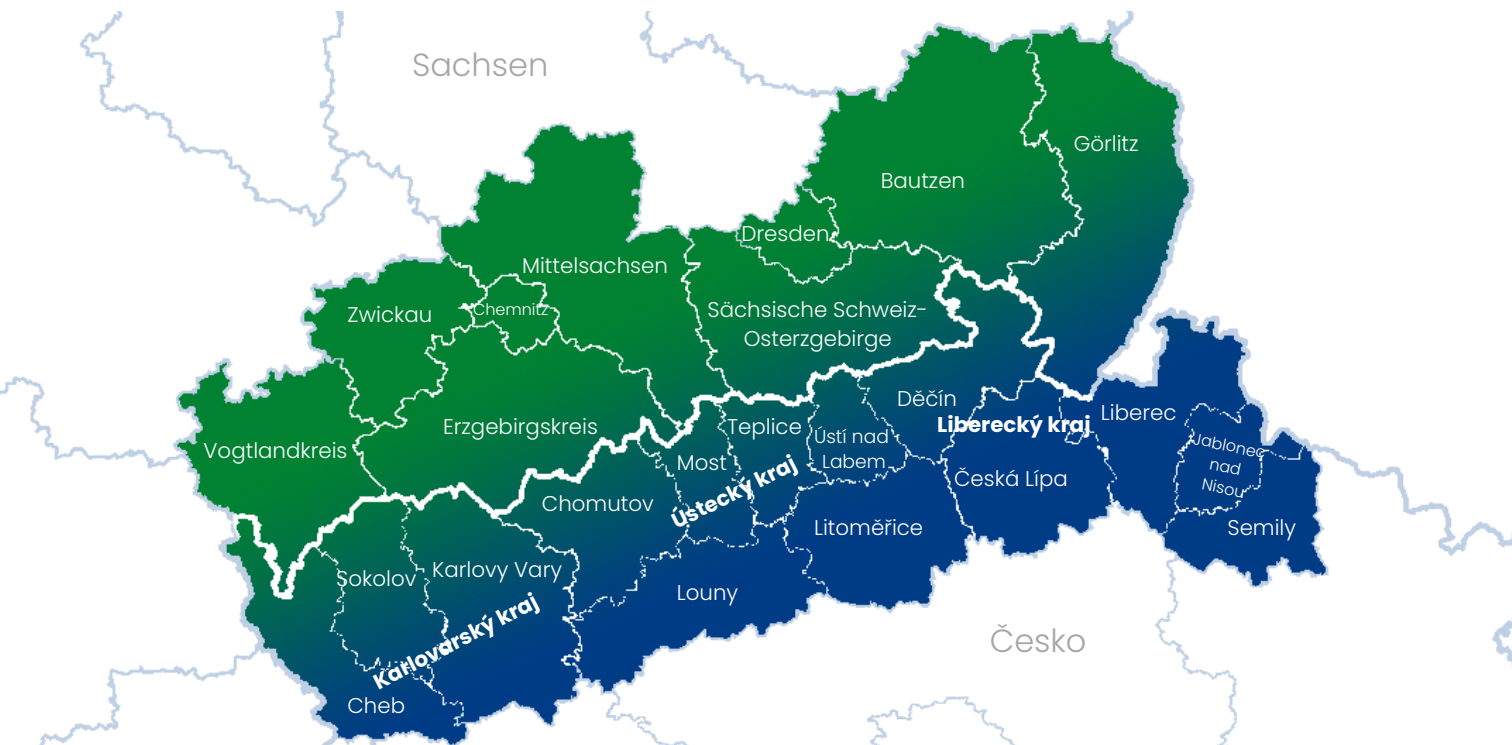 Sachsen
Görlitz
Bautzen
Dresden
Mittelsachsen
Zwickau
Chemnitz
Sächsische Schweiz-
Osterzgebirge
Erzgebirgskreis
Vogtlandkreis
Děčín
Liberecký kraj
Liberec
Teplice
Ústí nad
Labem
Most
Jablonec
nad
Nisou
Česká Lípa
Ústecký kraj
Chomutov
Litoměřice
Semily
Sokolov
Karlovy Vary
Louny
Karlovarský kraj
Česko
Cheb